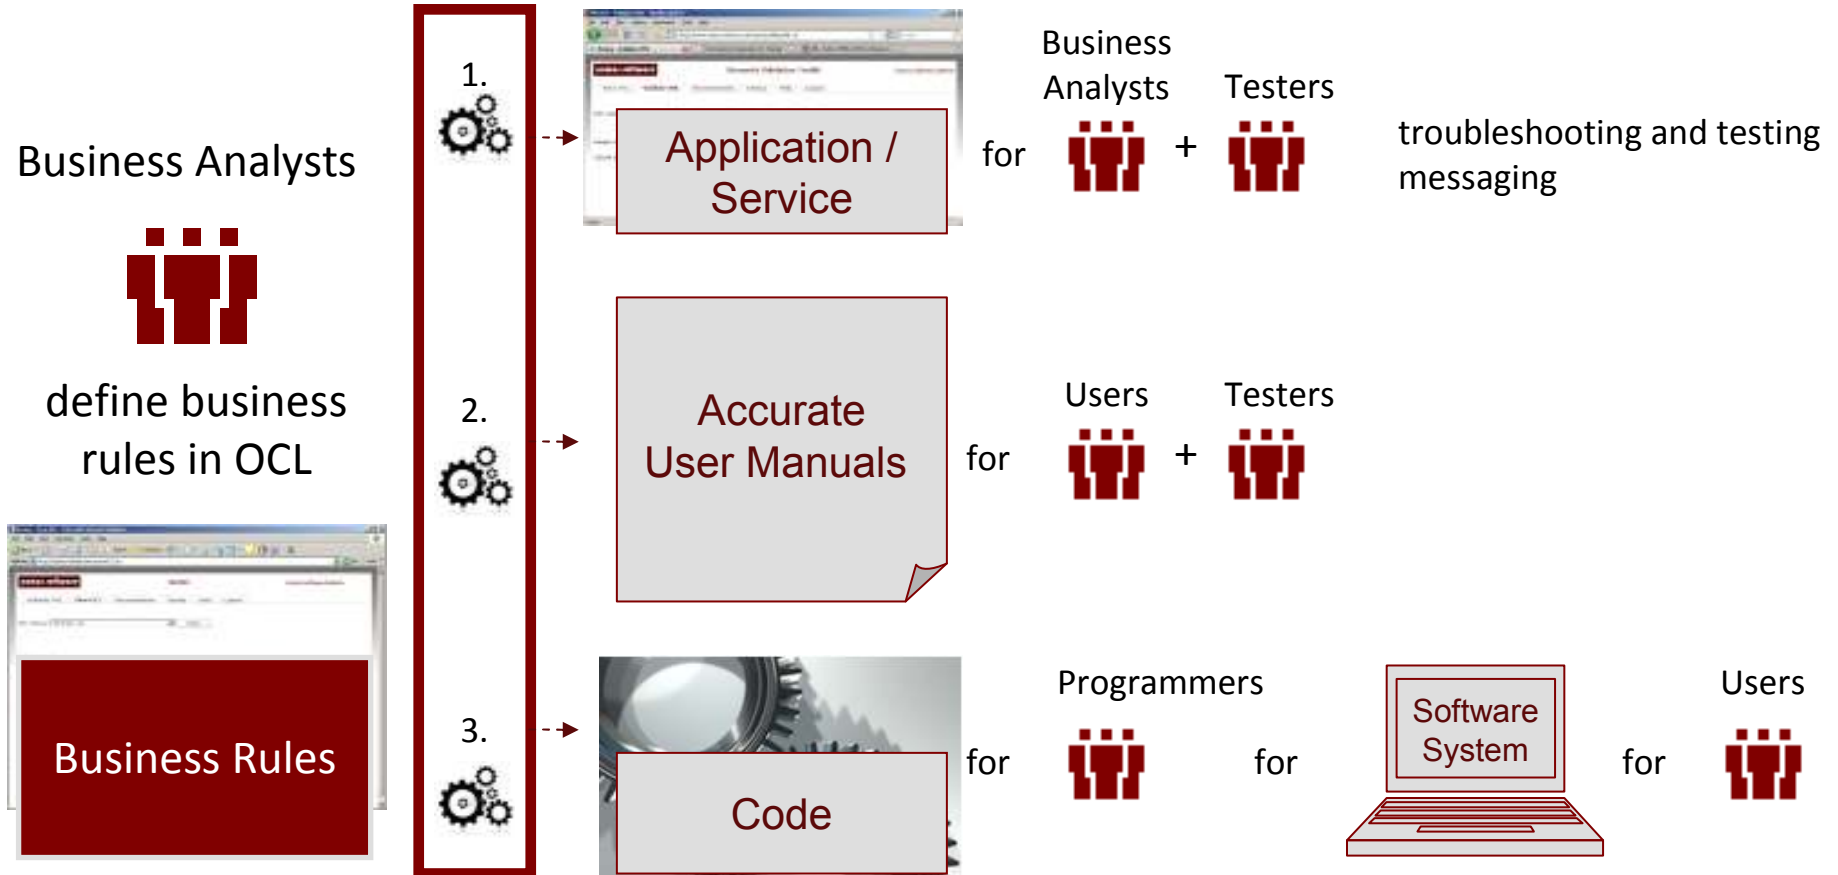 Business Analysts
define business
rules in OCL
Business Rules
1.
Application /
Service
for
Business
Analysts
+
Testers
troubleshooting and testing
messaging
2.
Accurate
User Manuals
for
Users
+
Testers
3.
Code
for
Programmers
for
Software
System
for
Users